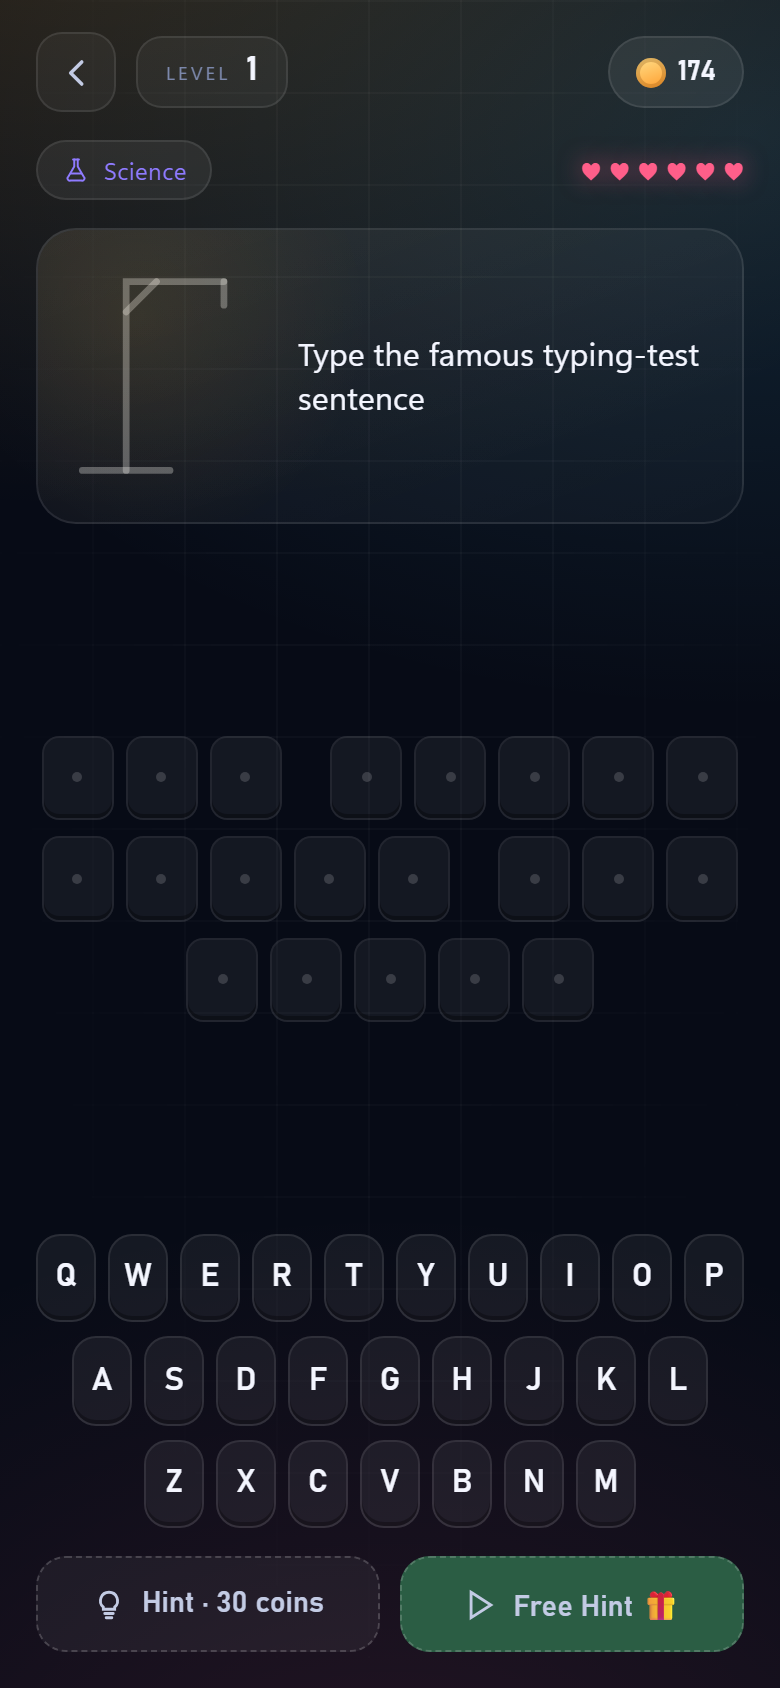 LEVEL 1
174
Science
Type the famous typing-test
sentence
Q W E R T Y U I O P
A S D F G H J K L
Z X C V B N M
Hint · 30 coins
Free Hint